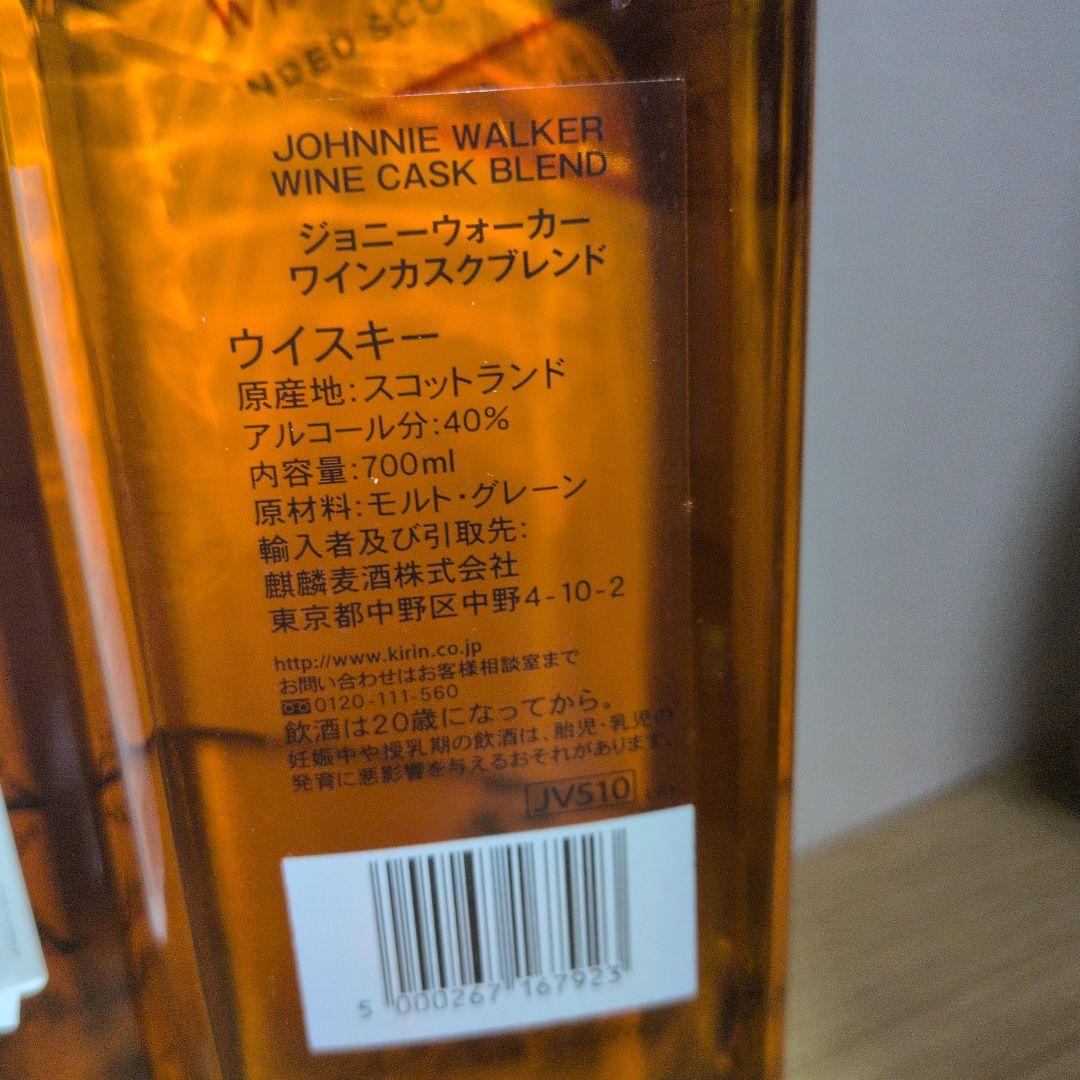 NDED SCO
JOHNNIE WALKER
WINE CASK BLEND
ジョニーウォーカー
ワインカスクブレンド
ウイスキー
原産地:スコットランド
アルコール分:40%
内容量:700ml
原材料:モルト・グレーン
輸入者及び引取先:
麒麟麦酒株式会社
東京都中野区中野4-10-2
http://www.kirin.co.jp
お問い合わせはお客様相談室まで
0120-111-560
飲酒は20歳になってから。
妊娠中や授乳期の飲酒は、胎児・乳児の
発育に悪影響を与えるおそれがあります。
JV510
5 000267 167923